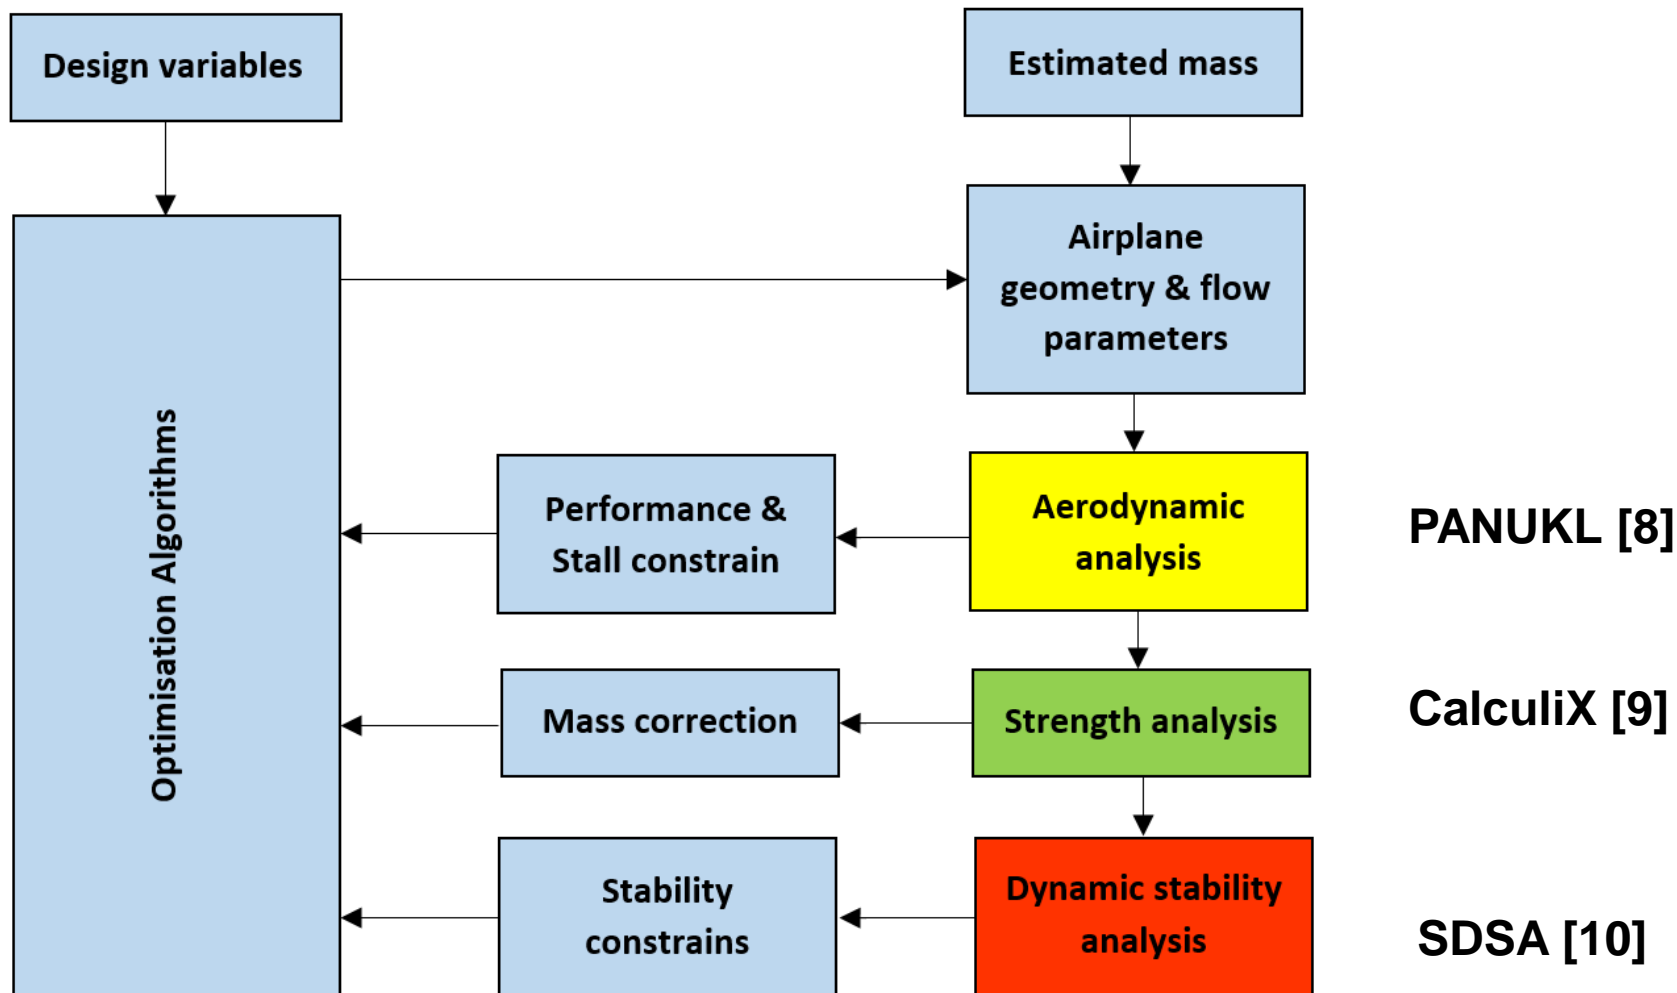 Design variables
Estimated mass
Airplane
geometry & flow
parameters
Optimisation Algorithms
Performance &
Stall constrain
Aerodynamic
analysis
PANUKL [8]
Mass correction
Strength analysis
CalculiX [9]
Stability
constrains
Dynamic stability
analysis
SDSA [10]